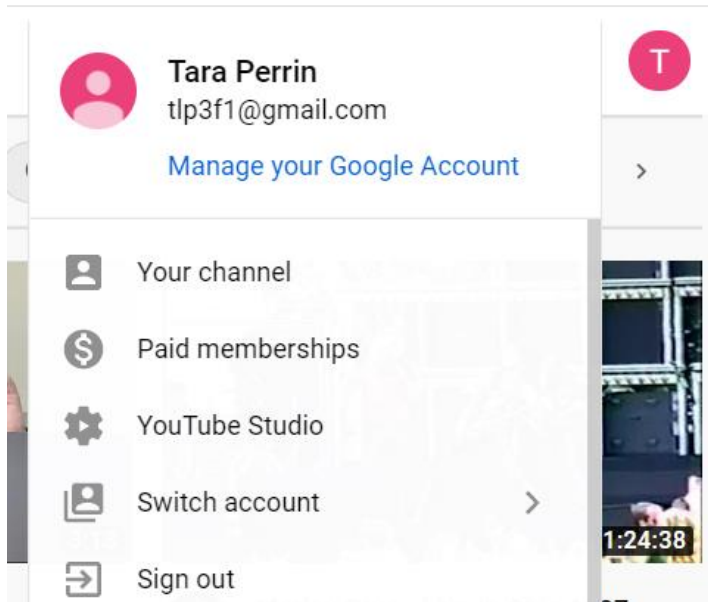 Tara Perrin
tlp3f1@gmail.com
T
Manage your Google Account
Your channel
Paid memberships
YouTube Studio
Switch account
1:24:38
Sign out